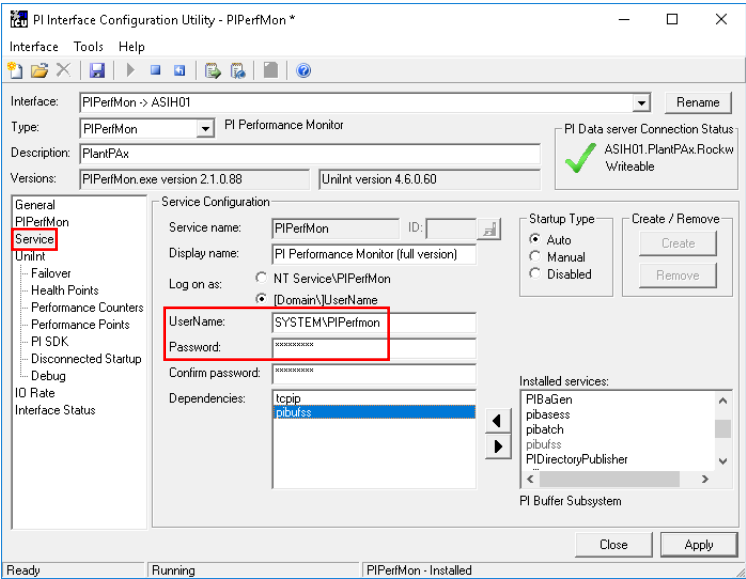 PI Interface Configuration Utility - PIPerfMon *
Interface Tools Help
Interface: PIPerfMon -> ASIH01 Rename
Type: PIPerfMon PI Performance Monitor
Description: PlantPAx
Versions: PIPerfMon.exe version 2.1.0.88 UniInt version 4.6.0.60
PI Data server Connection Status
ASIH01.PlantPAx.Rockw
Writeable
General
PIPerfMon
Service
UniInt
Failover
Health Points
Performance Counters
Performance Points
PI SDK
Disconnected Startup
Debug
IO Rate
Interface Status
Service Configuration
Service name: PIPerfMon ID:
Display name: PI Performance Monitor (full version)
Log on as: NT Service\PIPerfMon
[Domain\]UserName
UserName: SYSTEM\PIPerfmon
Password: xxxxxxxxx
Confirm password: xxxxxxxxx
Dependencies: tcpip
pibufss
Startup Type
Auto
Manual
Disabled
Create / Remove
Create
Remove
Installed services:
PIBaGen
pibasess
pibatch
pibufss
PIDirectoryPublisher
PI Buffer Subsystem
Close Apply
Ready Running PIPerfMon - Installed